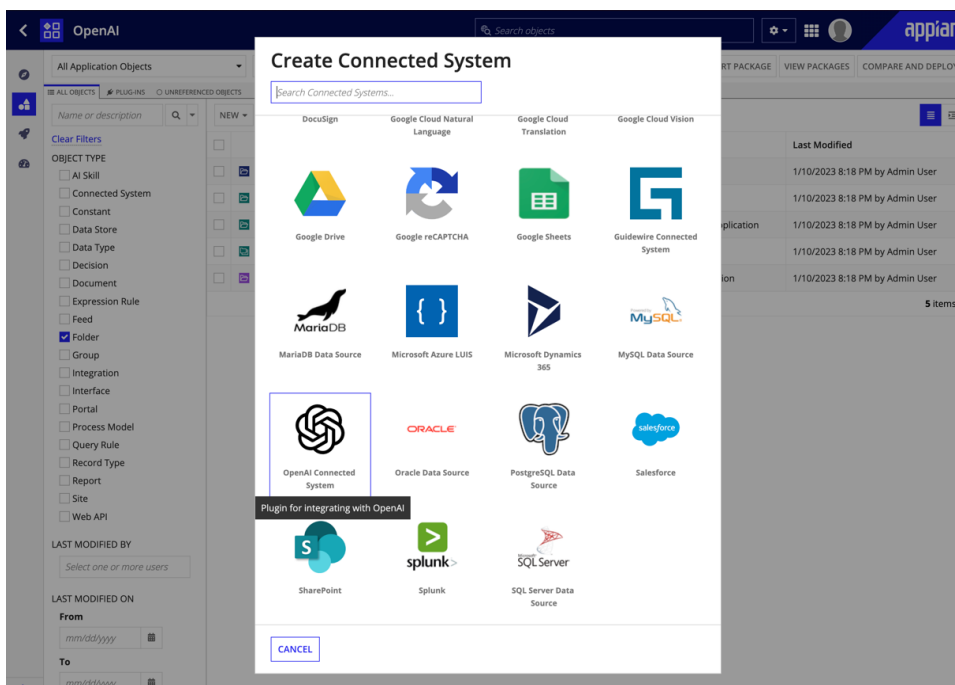 OpenAI
Search objects
appian
All Application Objects
RT PACKAGE
VIEW PACKAGES
COMPARE AND DEPLO
ALL OBJECTS
PLUG-INS
UNREFERENCED OBJECTS
Name or description
NEW
Clear Filters
OBJECT TYPE
AI Skill
Connected System
Constant
Data Store
Data Type
Decision
Document
Expression Rule
Feed
Folder
Group
Integration
Interface
Portal
Process Model
Query Rule
Record Type
Report
Site
Web API
LAST MODIFIED BY
Select one or more users
LAST MODIFIED ON
From
mm/dd/yyyy
To
mm/dd/yyyy
Create Connected System
Search Connected Systems...
DocuSign
Google Cloud Natural
Language
Google Cloud
Translation
Google Cloud Vision
Google Drive
Google reCAPTCHA
Google Sheets
Guidewire Connected
System
MariaDB
MariaDB Data Source
{ }
Microsoft Azure LUIS
Microsoft Dynamics
365
MySQL
MySQL Data Source
OpenAI Connected
System
ORACLE
Oracle Data Source
PostgreSQL Data
Source
salesforce
Salesforce
Plugin for integrating with OpenAI
S
SharePoint
splunk>
Splunk
Microsoft
SQL Server
SQL Server Data
Source
CANCEL
Last Modified
1/10/2023 8:18 PM by Admin User
1/10/2023 8:18 PM by Admin User
plication
1/10/2023 8:18 PM by Admin User
1/10/2023 8:18 PM by Admin User
ion
1/10/2023 8:18 PM by Admin User
5 items